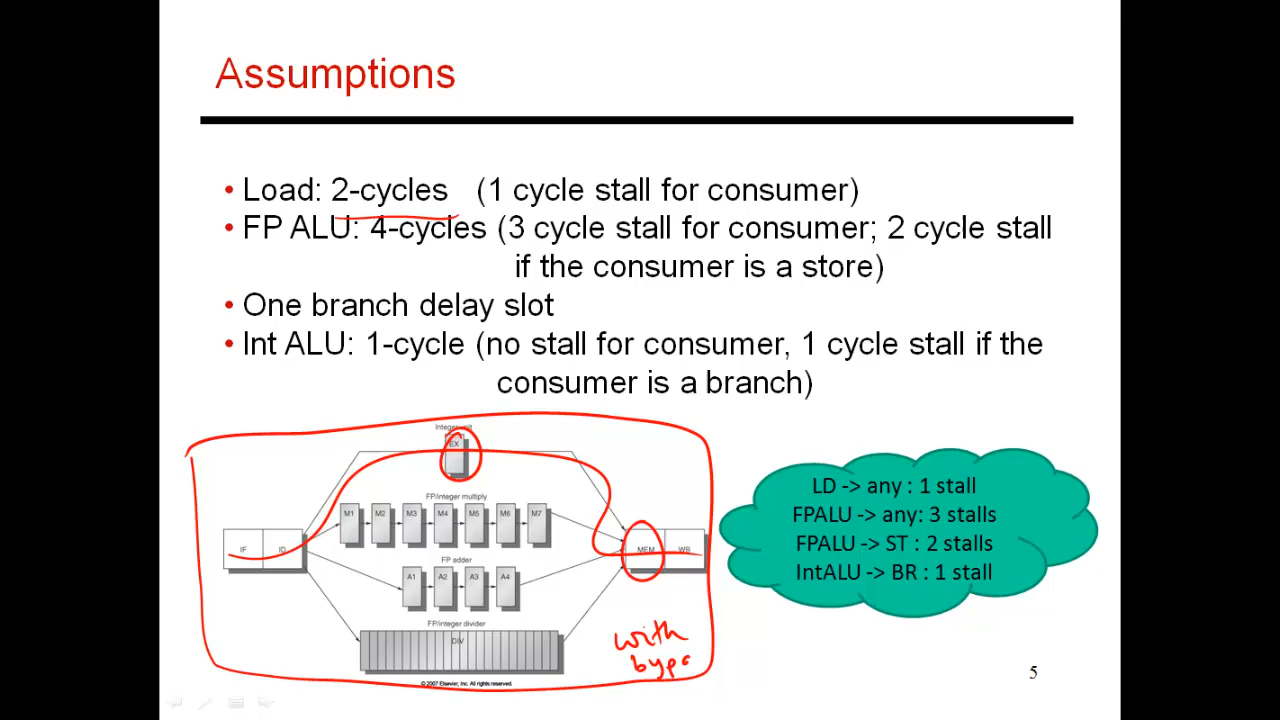 Assumptions
• Load: 2-cycles (1 cycle stall for consumer)
• FP ALU: 4-cycles (3 cycle stall for consumer; 2 cycle stall
if the consumer is a store)
• One branch delay slot
• Int ALU: 1-cycle (no stall for consumer, 1 cycle stall if the
consumer is a branch)
Integer unit
EX
FP/integer multiply
M1 M2 M3 M4 M5 M6 M7
IF ID
MEM WB
FP adder
A1 A2 A3 A4
FP/integer divider
DIV
© 2007 Elsevier, Inc. All rights reserved.
with
bypa
LD -> any : 1 stall
FPALU -> any: 3 stalls
FPALU -> ST : 2 stalls
IntALU -> BR : 1 stall
5